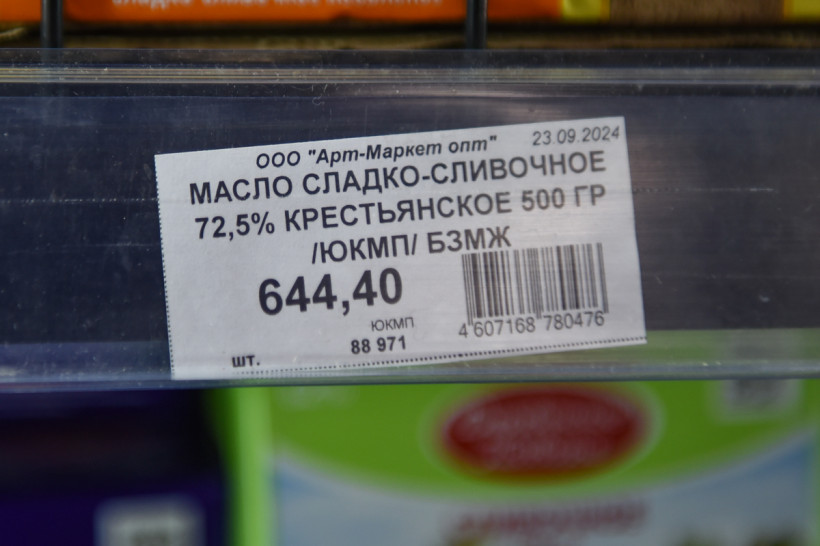 ООО "Арт-Маркет опт" 23.09.2024
МАСЛО СЛАДКО-СЛИВОЧНОЕ
72,5% КРЕСТЬЯНСКОЕ 500 ГР
/ЮКМП/ БЗМЖ
644,40
4 607168 780476
ЮКМП
шт. 88 971